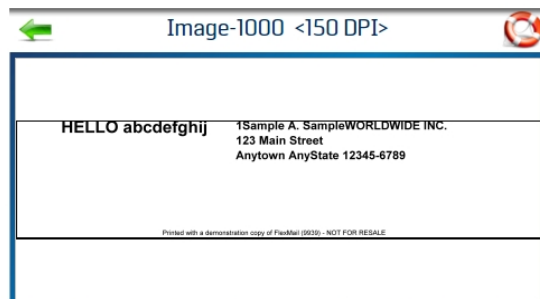 Image-1000 <150 DPI>
HELLO abcdefghij
1Sample A. SampleWORLDWIDE INC.
123 Main Street
Anytown AnyState 12345-6789
Printed with a demonstration copy of FlexMail (9939) - NOT FOR RESALE